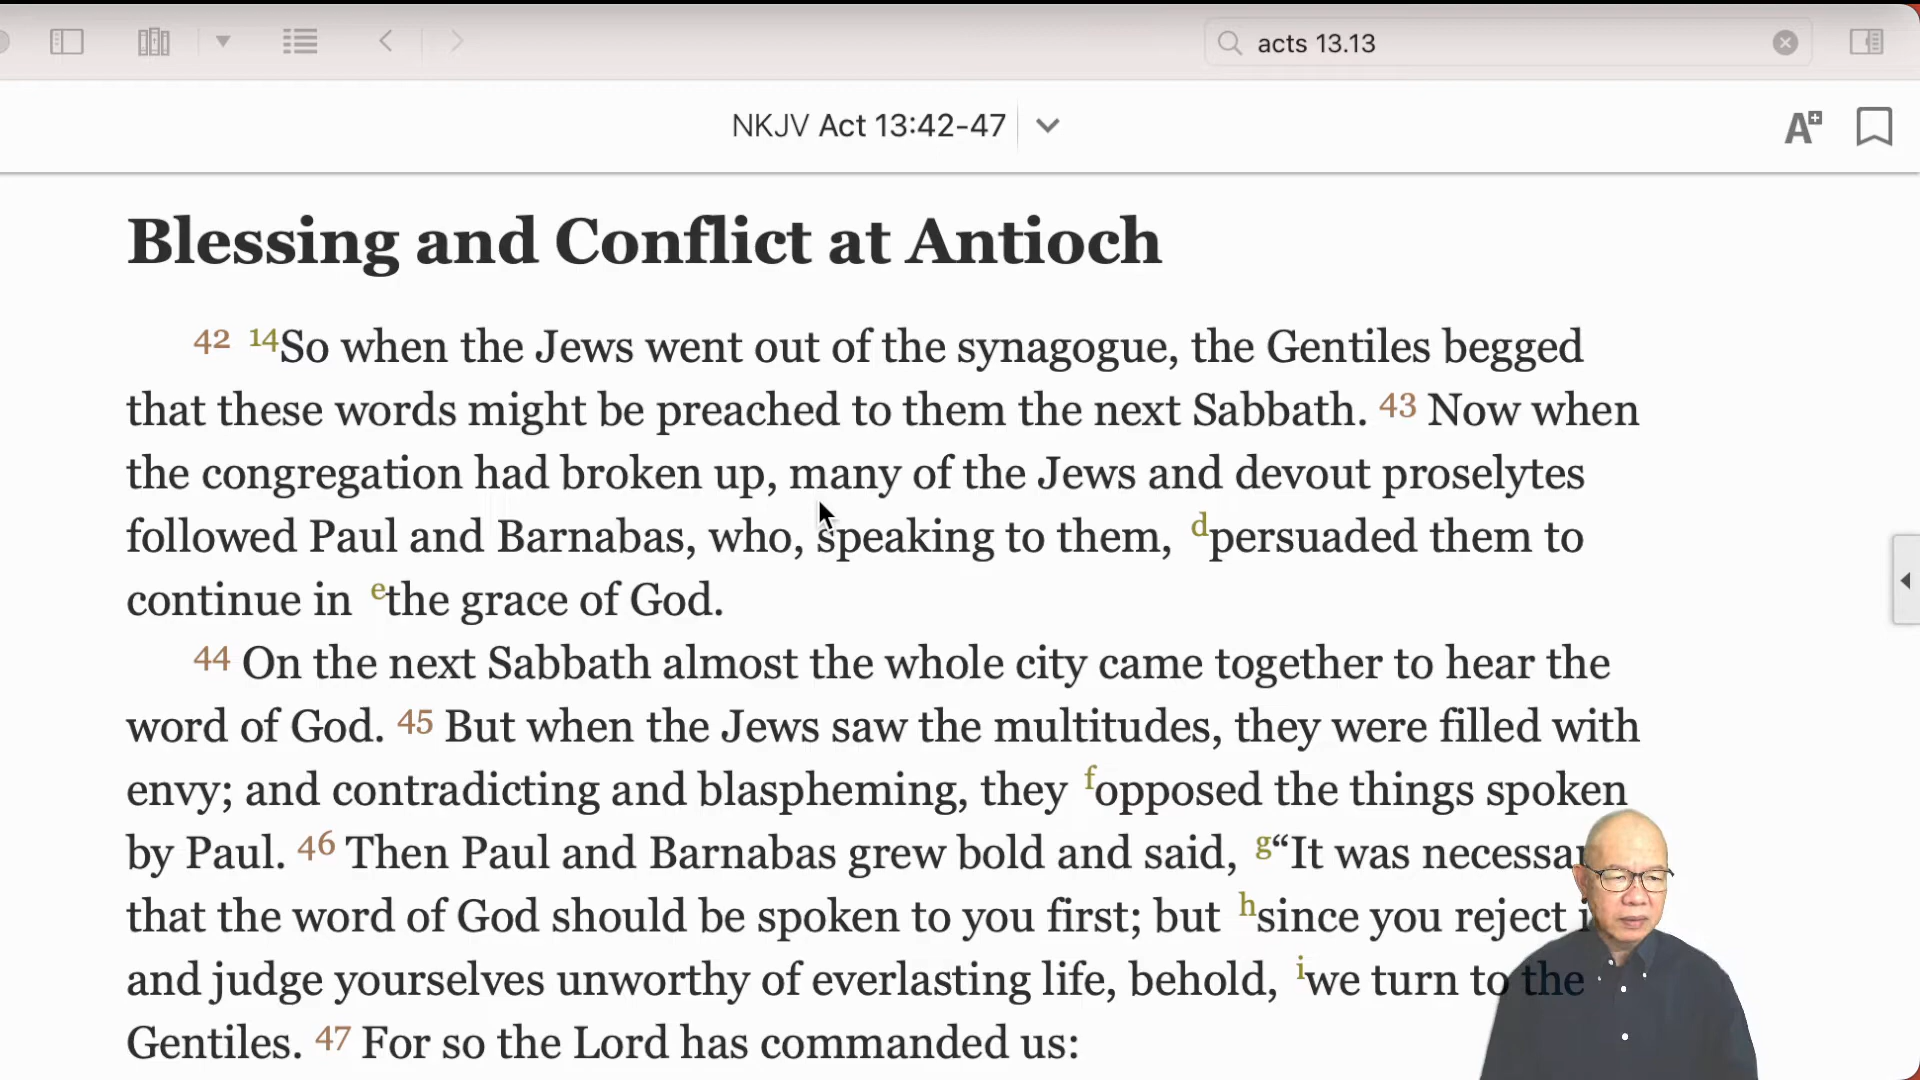 acts 13.13
NKJV Act 13:42-47
A+
Blessing and Conflict at Antioch
42 14So when the Jews went out of the synagogue, the Gentiles begged
that these words might be preached to them the next Sabbath. 43 Now when
the congregation had broken up, many of the Jews and devout proselytes
followed Paul and Barnabas, who, speaking to them, dpersuaded them to
continue in ethe grace of God.
44 On the next Sabbath almost the whole city came together to hear the
word of God. 45 But when the Jews saw the multitudes, they were filled with
envy; and contradicting and blaspheming, they fopposed the things spoken
by Paul. 46 Then Paul and Barnabas grew bold and said, g“It was
that the word of God should be spoken to you first; but hsince you reject
and judge yourselves unworthy of everlasting life, behold, iwe turn to the
Gentiles. 47 For so the Lord has commanded us: